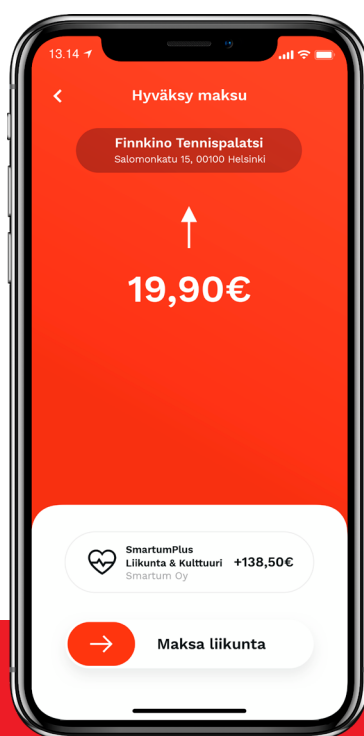 13.14
Hyväksy maksu
Finnkino Tennispalatsi
Salomonkatu 15, 00100 Helsinki
19,90€
SmartumPlus
Liikunta & Kulttuuri +138,50€
Smartum Oy
Maksa liikunta